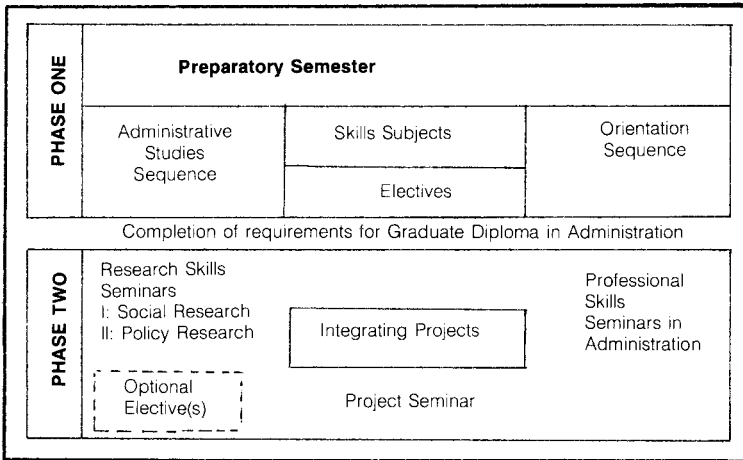 PHASE ONE
Preparatory Semester
Administrative
Studies
Sequence
Skills Subjects
Electives
Orientation
Sequence
Completion of requirements for Graduate Diploma in Administration
PHASE TWO
Research Skills
Seminars
I: Social Research
II: Policy Research
Optional
Elective(s)
Integrating Projects
Project Seminar
Professional
Skills
Seminars in
Administration